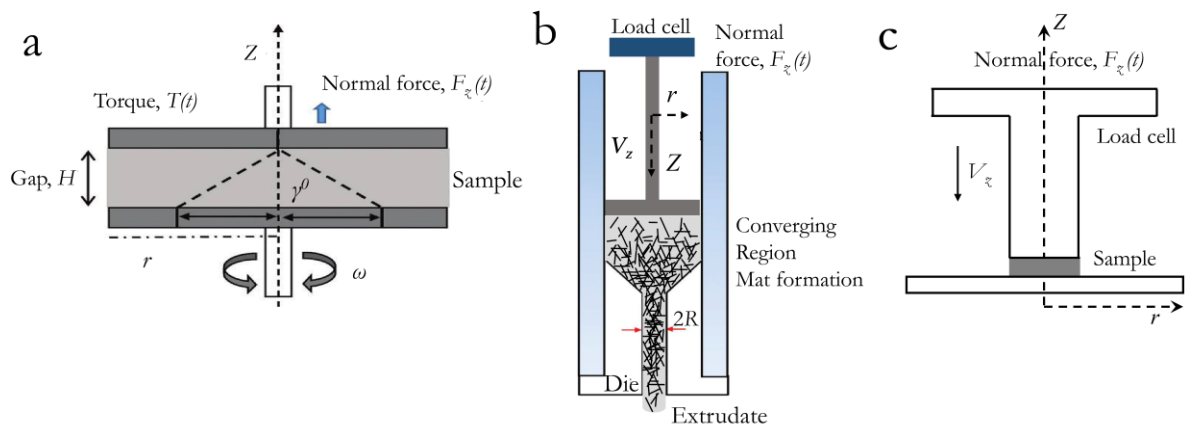 a
Z
Normal force, F_z(t)
Torque, T(t)
Gap, H
γ⁰
Sample
r
ω
b
Load cell
Normal
force, F_z(t)
r
V_z
Z
Converging
Region
Mat formation
2R
Die
Extrudate
c
Z
Normal force, F_z(t)
Load cell
V_z
Sample
r